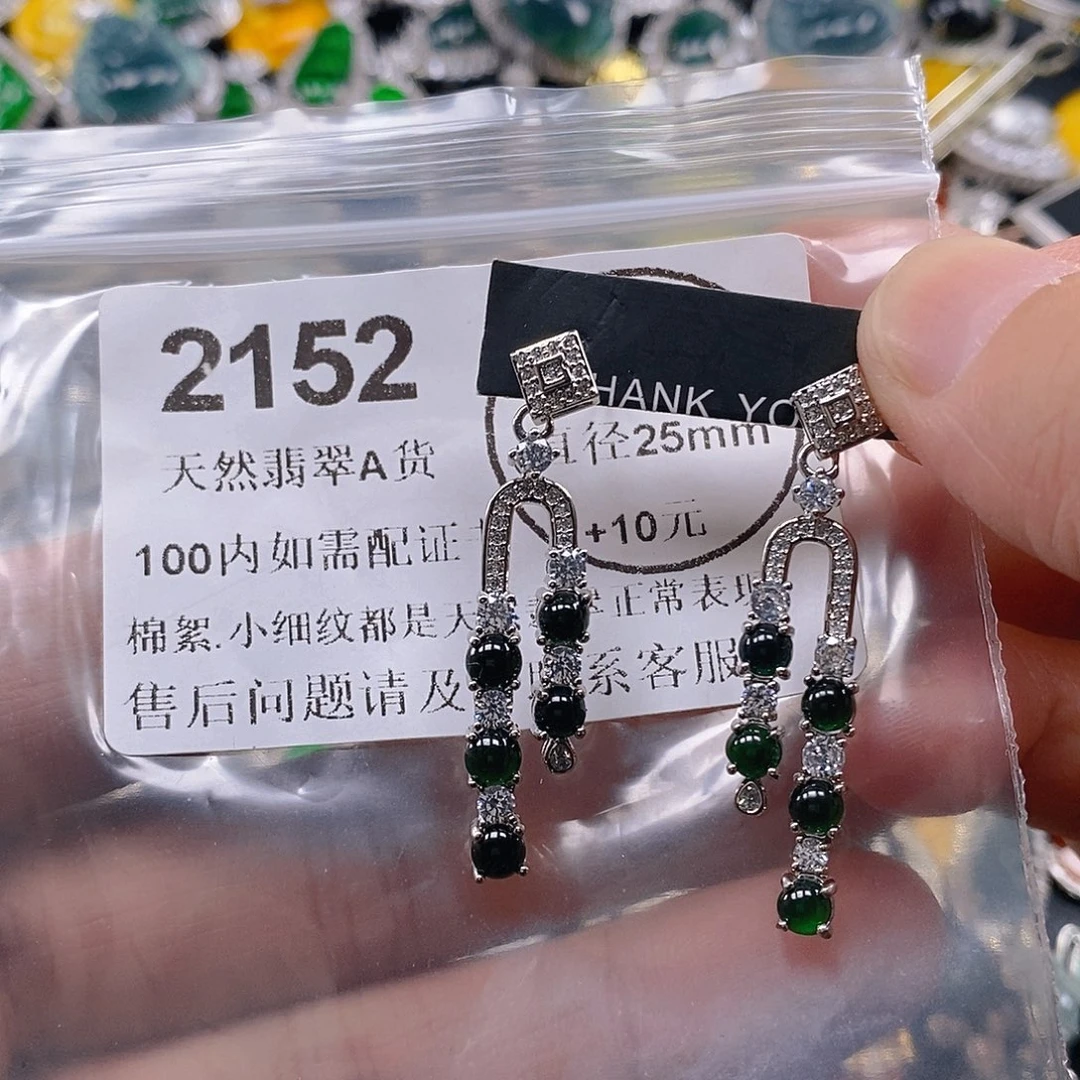 2152
THANK YO
天然翡翠A货
直径25mm
100内如需配证 +10元
棉絮.小细纹都是天 正常表现
售后问题请及 系客服